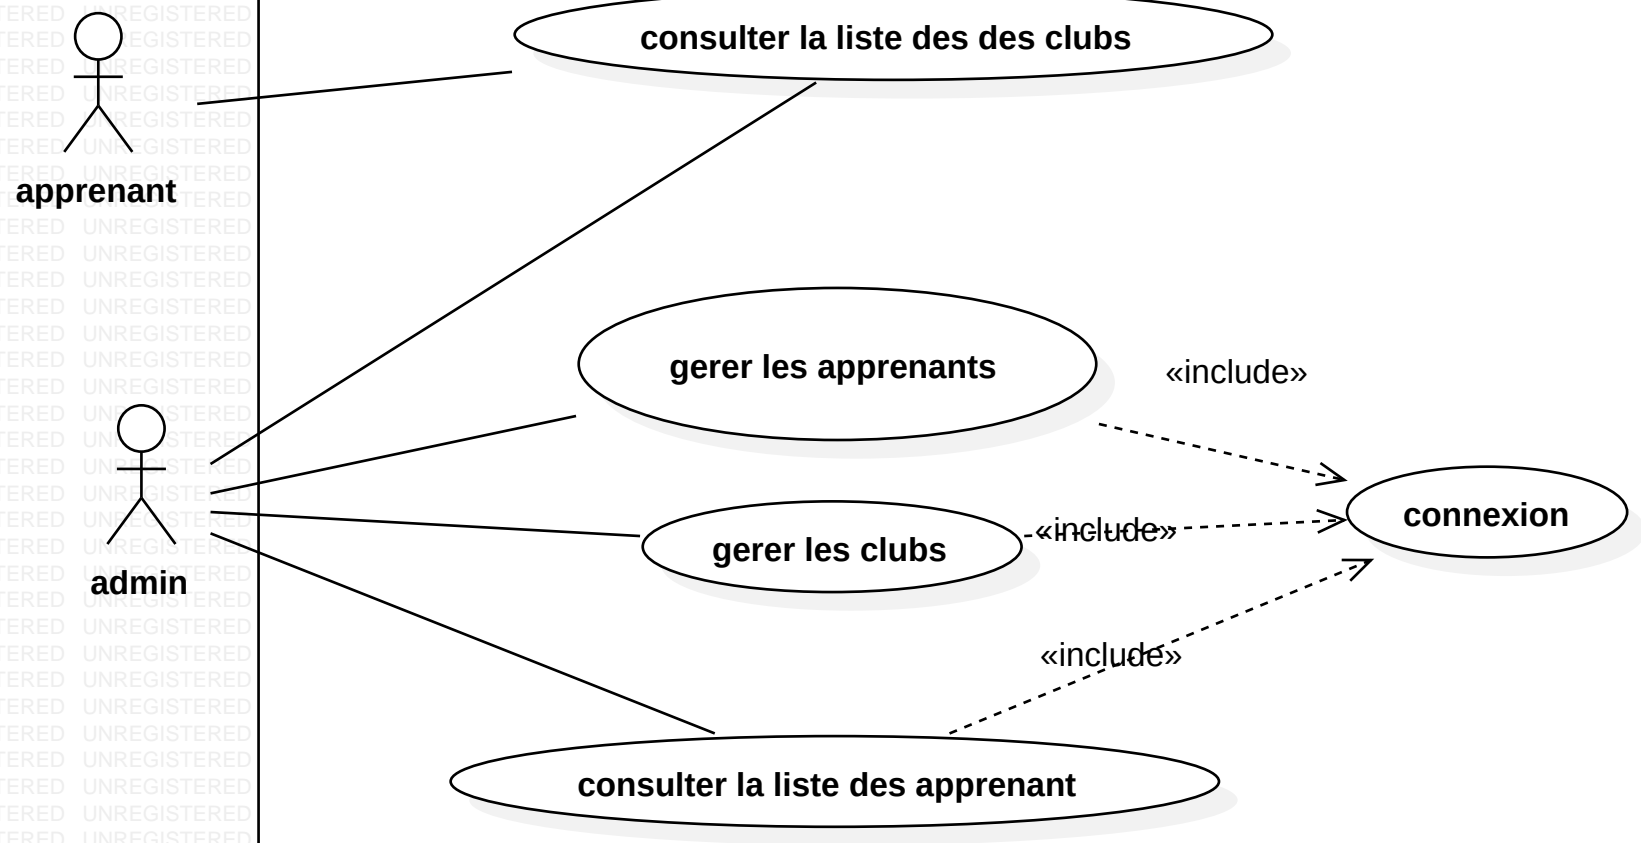 consulter la liste des des clubs
apprenant
gerer les apprenants
«include»
admin
gerer les clubs
«include»
connexion
«include»
consulter la liste des apprenant
UNREGISTERED